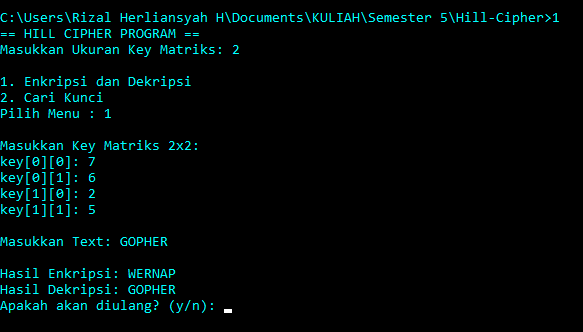 C:\Users\Rizal Herliansyah H\Documents\KULIAH\Semester 5\Hill-Cipher>1
== HILL CIPHER PROGRAM ==
Masukkan Ukuran Key Matriks: 2
1. Enkripsi dan Dekripsi
2. Cari Kunci
Pilih Menu : 1
Masukkan Key Matriks 2x2:
key[0][0]: 7
key[0][1]: 6
key[1][0]: 2
key[1][1]: 5
Masukkan Text: GOPHER
Hasil Enkripsi: WERNAP
Hasil Dekripsi: GOPHER
Apakah akan diulang? (y/n):